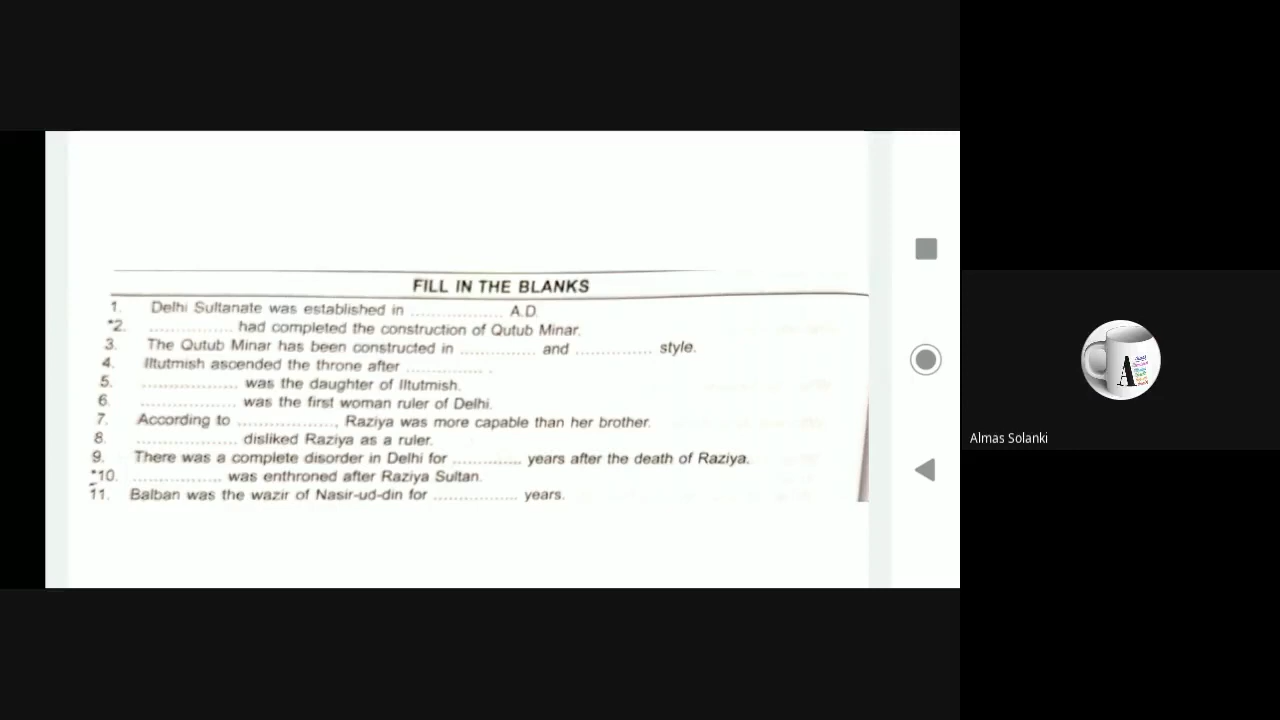 FILL IN THE BLANKS
1. Delhi Sultanate was established in .................. A.D.
*2. ................ had completed the construction of Qutub Minar.
3. The Qutub Minar has been constructed in .............. and .............. style.
4. Iltutmish ascended the throne after .............. .
5. .................. was the daughter of Iltutmish.
6. .................. was the first woman ruler of Delhi.
7. According to .................., Raziya was more capable than her brother.
8. .................. disliked Raziya as a ruler.
9. There was a complete disorder in Delhi for ............. years after the death of Raziya.
*10. ................ was enthroned after Raziya Sultan.
11. Balban was the wazir of Nasir-ud-din for ................ years.
Almas Solanki